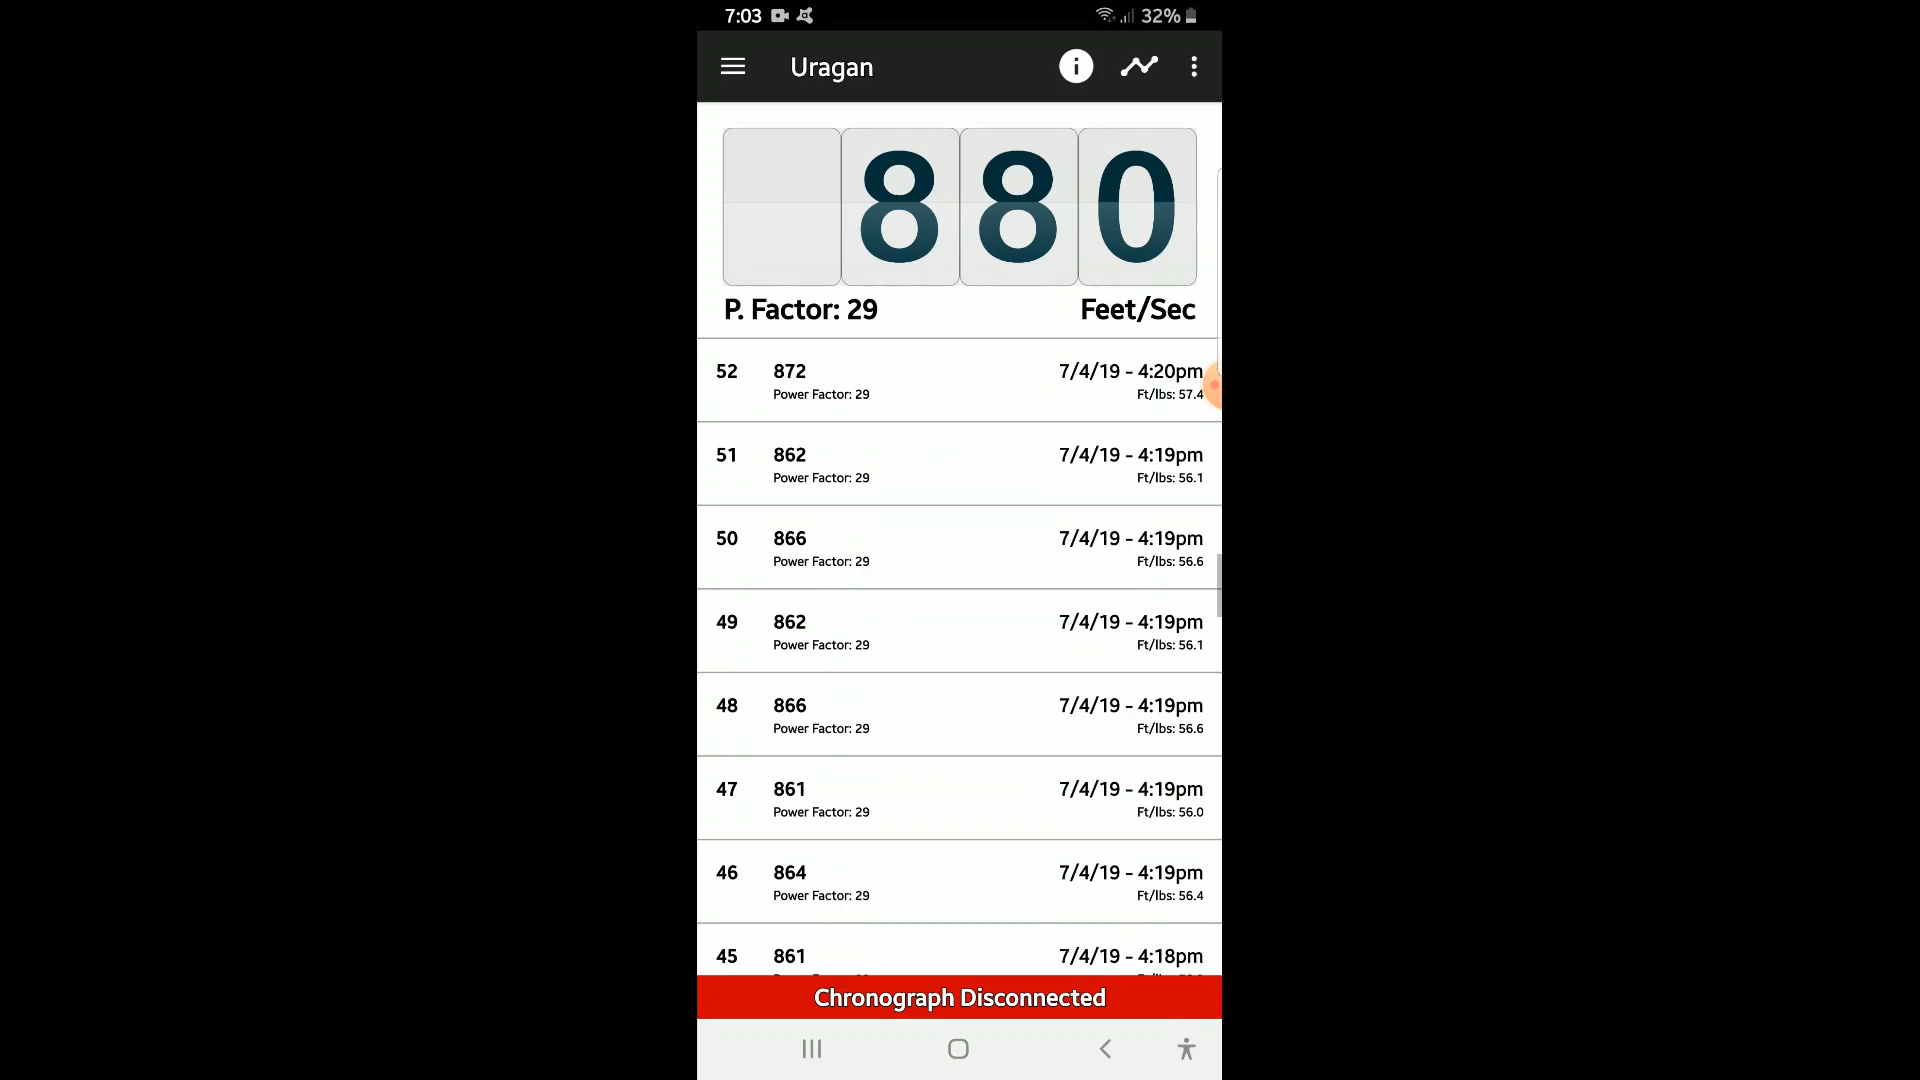 7:03 32%
Uragan
880
P. Factor: 29 Feet/Sec
52 872 7/4/19 - 4:20pm
Power Factor: 29 Ft/lbs: 57.4
51 862 7/4/19 - 4:19pm
Power Factor: 29 Ft/lbs: 56.1
50 866 7/4/19 - 4:19pm
Power Factor: 29 Ft/lbs: 56.6
49 862 7/4/19 - 4:19pm
Power Factor: 29 Ft/lbs: 56.1
48 866 7/4/19 - 4:19pm
Power Factor: 29 Ft/lbs: 56.6
47 861 7/4/19 - 4:19pm
Power Factor: 29 Ft/lbs: 56.0
46 864 7/4/19 - 4:19pm
Power Factor: 29 Ft/lbs: 56.4
45 861 7/4/19 - 4:18pm
Chronograph Disconnected